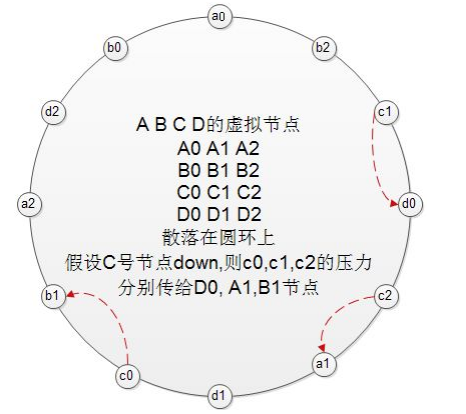 a0
b0
b2
d2
c1
A B C D的虚拟节点
A0 A1 A2
B0 B1 B2
a2
C0 C1 C2
d0
D0 D1 D2
散落在圆环上
假设C号节点down,则c0,c1,c2的压力
分别传给D0, A1,B1节点
b1
c2
a1
c0
d1